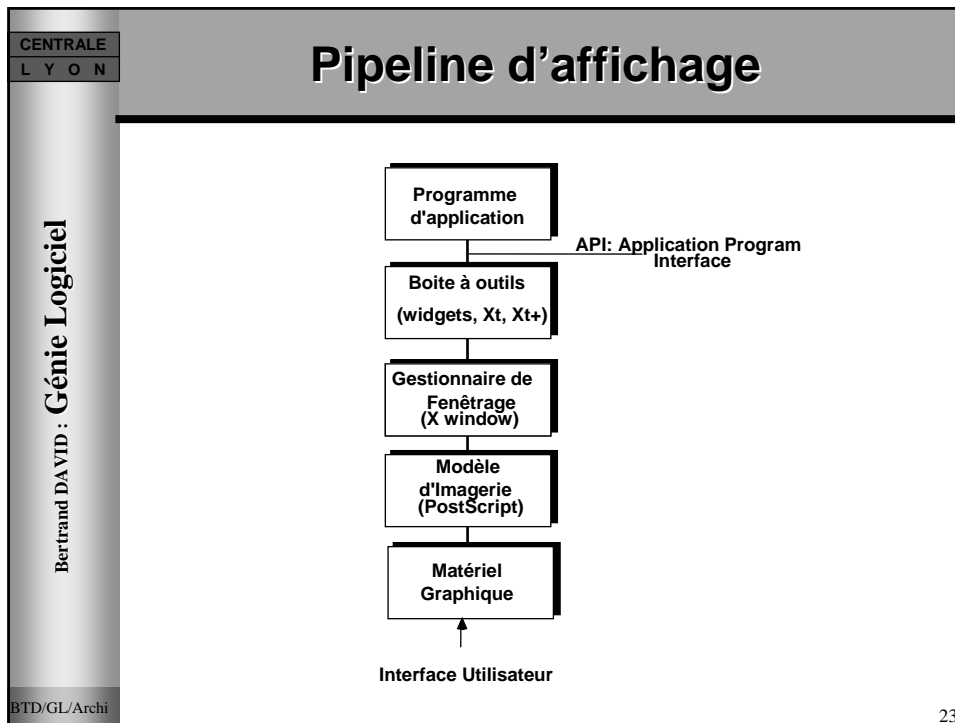 CENTRALE
L Y O N
Pipeline d'affichage
Bertrand DAVID : Génie Logiciel
Programme
d'application
API: Application Program
Interface
Boite à outils
(widgets, Xt, Xt+)
Gestionnaire de
Fenêtrage
(X window)
Modèle
d'Imagerie
(PostScript)
Matériel
Graphique
Interface Utilisateur
BTD/GL/Archi
23